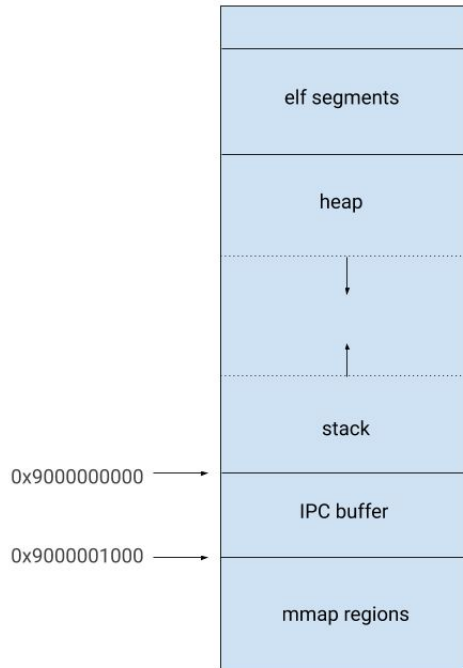 elf segments
heap
stack
0x9000000000
IPC buffer
0x9000001000
mmap regions